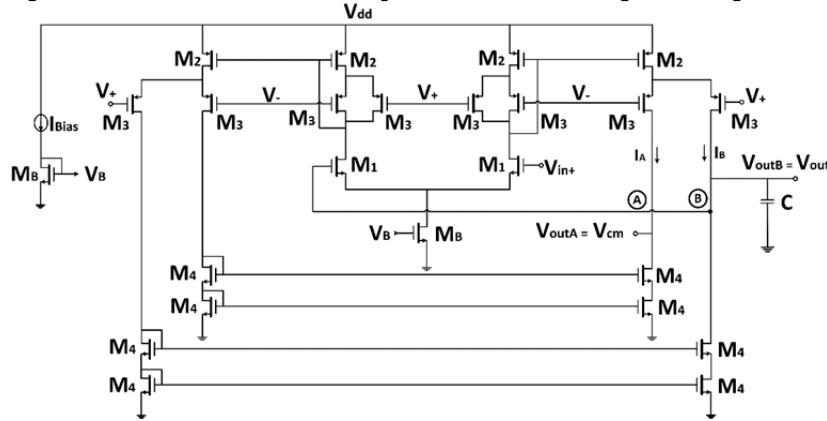 Vdd
M2 M2 M2 M2
V+ V- V+ V- V+
M3 M3 M3 M3 M3 M3 M3 M3
IBias
MB VB
M1 M1 Vin+
IA IB
VoutB = Vout
A B C
VB MB VoutA = Vcm
M4 M4
M4 M4
M4 M4
M4 M4